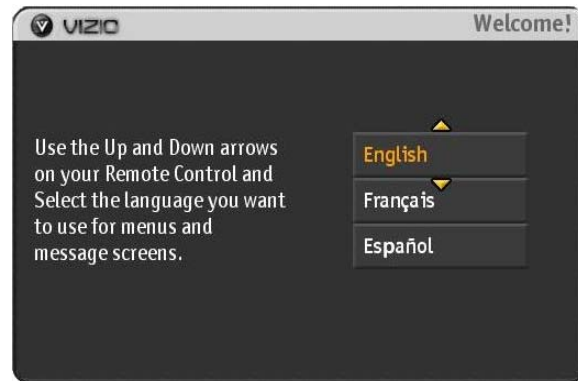 VIZIO
Welcome!
Use the Up and Down arrows
on your Remote Control and
Select the language you want
to use for menus and
message screens.
English
Français
Español